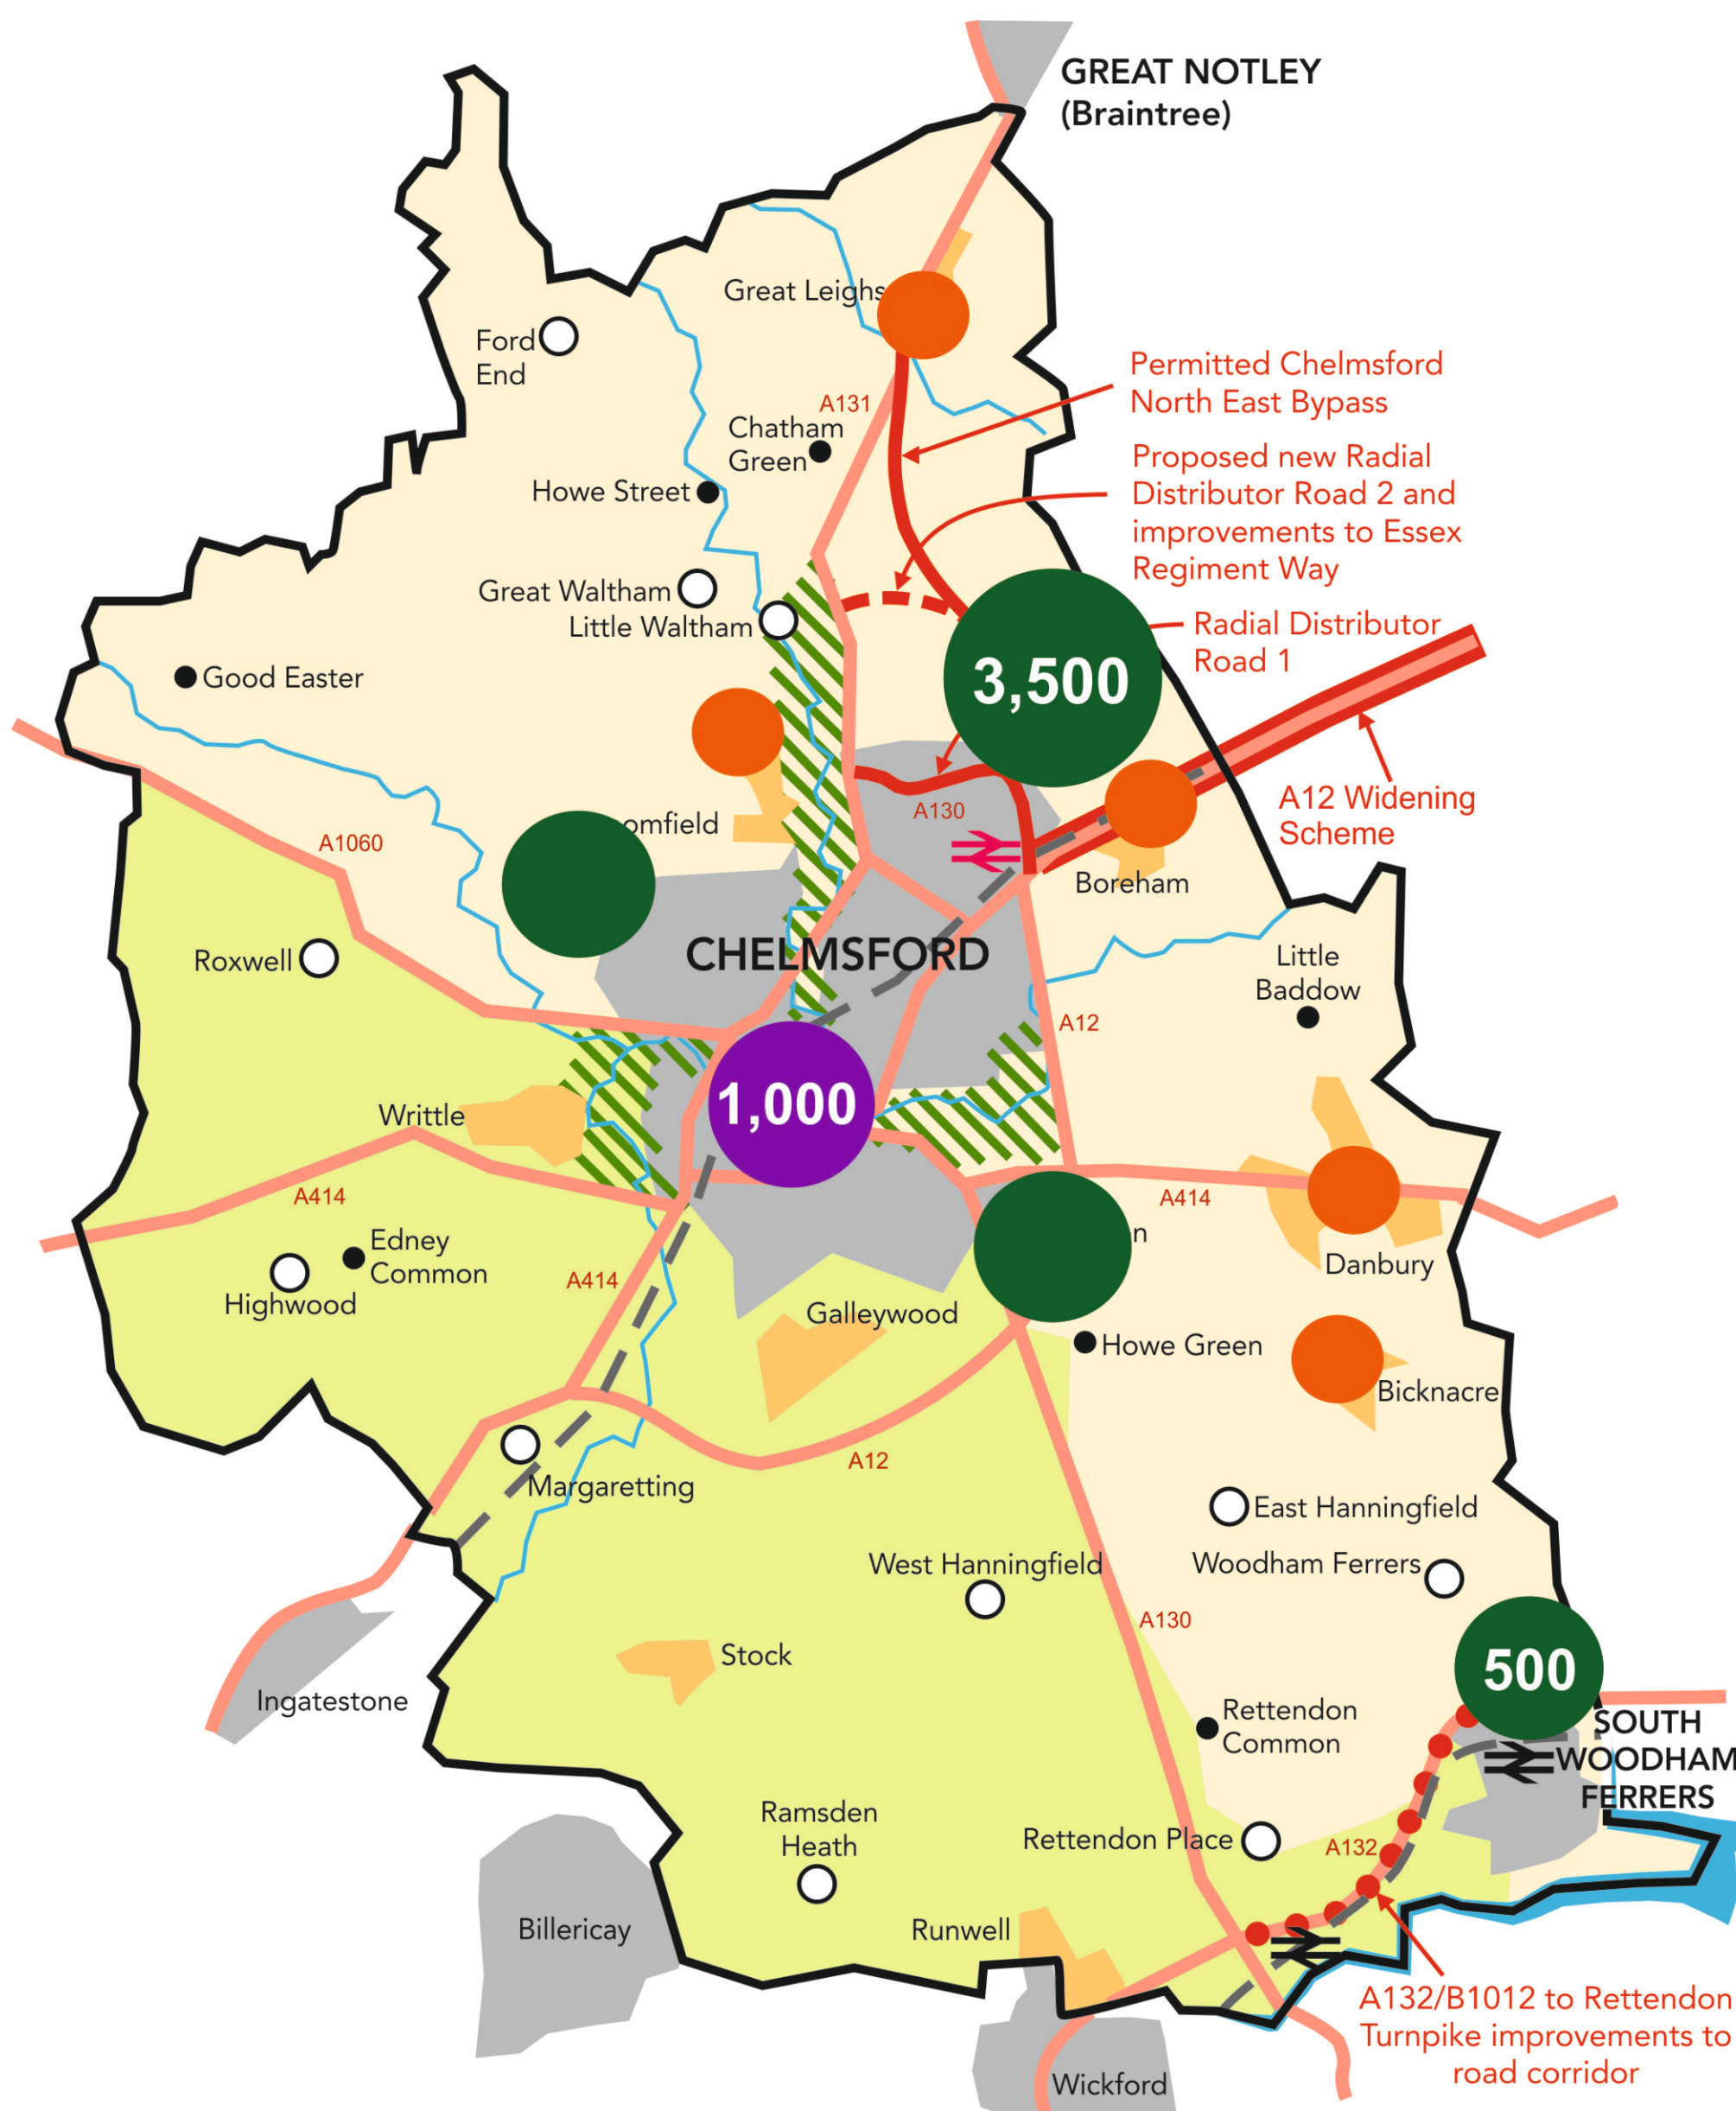 GREAT NOTLEY
(Braintree)
Great Leighs
Ford
End
Permitted Chelmsford
North East Bypass
A131
Chatham
Green
Proposed new Radial
Distributor Road 2 and
improvements to Essex
Regiment Way
Howe Street
Great Waltham
Little Waltham
Radial Distributor
Road 1
Good Easter
3,500
A12 Widening
Scheme
A130
omfield
A1060
Boreham
CHELMSFORD
Roxwell
Little
Baddow
A12
1,000
Writtle
A414
A414
n
Edney
Common
Danbury
A414
Highwood
Galleywood
Howe Green
Bicknacre
A12
Margaretting
East Hanningfield
West Hanningfield
Woodham Ferrers
A130
Stock
500
Ingatestone
Rettendon
Common
SOUTH
WOODHAM
FERRERS
Ramsden
Heath
Rettendon Place
A132
Billericay
Runwell
A132/B1012 to Rettendon
Turnpike improvements to
road corridor
Wickford